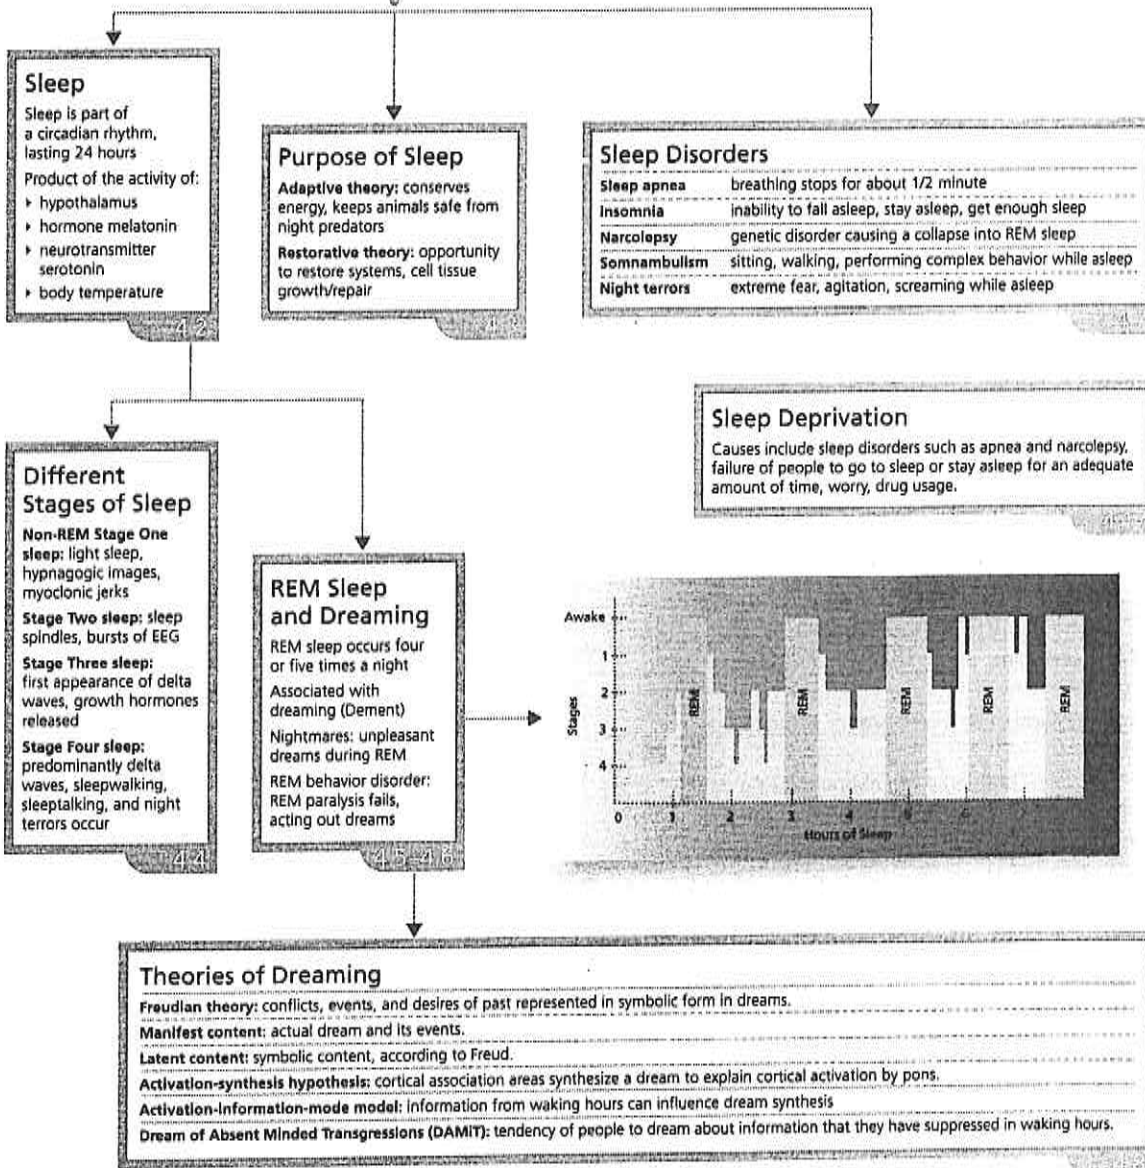 Sleep
Sleep is part of
a circadian rhythm,
lasting 24 hours
Product of the activity of:
▸ hypothalamus
▸ hormone melatonin
▸ neurotransmitter
serotonin
▸ body temperature
4 2
Purpose of Sleep
Adaptive theory: conserves
energy, keeps animals safe from
night predators
Restorative theory: opportunity
to restore systems, cell tissue
growth/repair
Sleep Disorders
Sleep apnea breathing stops for about 1/2 minute
Insomnia inability to fall asleep, stay asleep, get enough sleep
Narcolepsy genetic disorder causing a collapse into REM sleep
Somnambulism sitting, walking, performing complex behavior while asleep
Night terrors extreme fear, agitation, screaming while asleep
Sleep Deprivation
Causes include sleep disorders such as apnea and narcolepsy,
failure of people to go to sleep or stay asleep for an adequate
amount of time, worry, drug usage.
Different
Stages of Sleep
Non-REM Stage One
sleep: light sleep,
hypnagogic images,
myoclonic jerks
Stage Two sleep: sleep
spindles, bursts of EEG
Stage Three sleep:
first appearance of delta
waves, growth hormones
released
Stage Four sleep:
predominantly delta
waves, sleepwalking,
sleeptalking, and night
terrors occur
4 4
REM Sleep
and Dreaming
REM sleep occurs four
or five times a night
Associated with
dreaming (Dement)
Nightmares: unpleasant
dreams during REM
REM behavior disorder:
REM paralysis fails,
acting out dreams
4 5 - 4 6
Awake
1
2
3
4
Stages
REM
REM
REM
REM
REM
0 1 2 3 4 5 6
Hours of Sleep
Theories of Dreaming
Freudian theory: conflicts, events, and desires of past represented in symbolic form in dreams.
Manifest content: actual dream and its events.
Latent content: symbolic content, according to Freud.
Activation-synthesis hypothesis: cortical association areas synthesize a dream to explain cortical activation by pons.
Activation-information-mode model: information from waking hours can influence dream synthesis
Dream of Absent Minded Transgressions (DAMiT): tendency of people to dream about information that they have suppressed in waking hours.